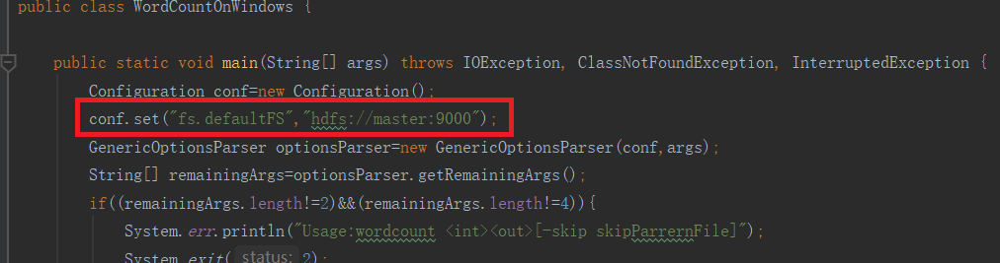 public class WordCountOnWindows {
public static void main(String[] args) throws IOException, ClassNotFoundException, InterruptedException {
Configuration conf=new Configuration();
conf.set("fs.defaultFS","hdfs://master:9000");
GenericOptionsParser optionsParser=new GenericOptionsParser(conf,args);
String[] remainingArgs=optionsParser.getRemainingArgs();
if((remainingArgs.length!=2)&&(remainingArgs.length!=4)){
System.err.println("Usage:wordcount <int><out>[-skip skipParrernFile]");
System.exit( status: 2);